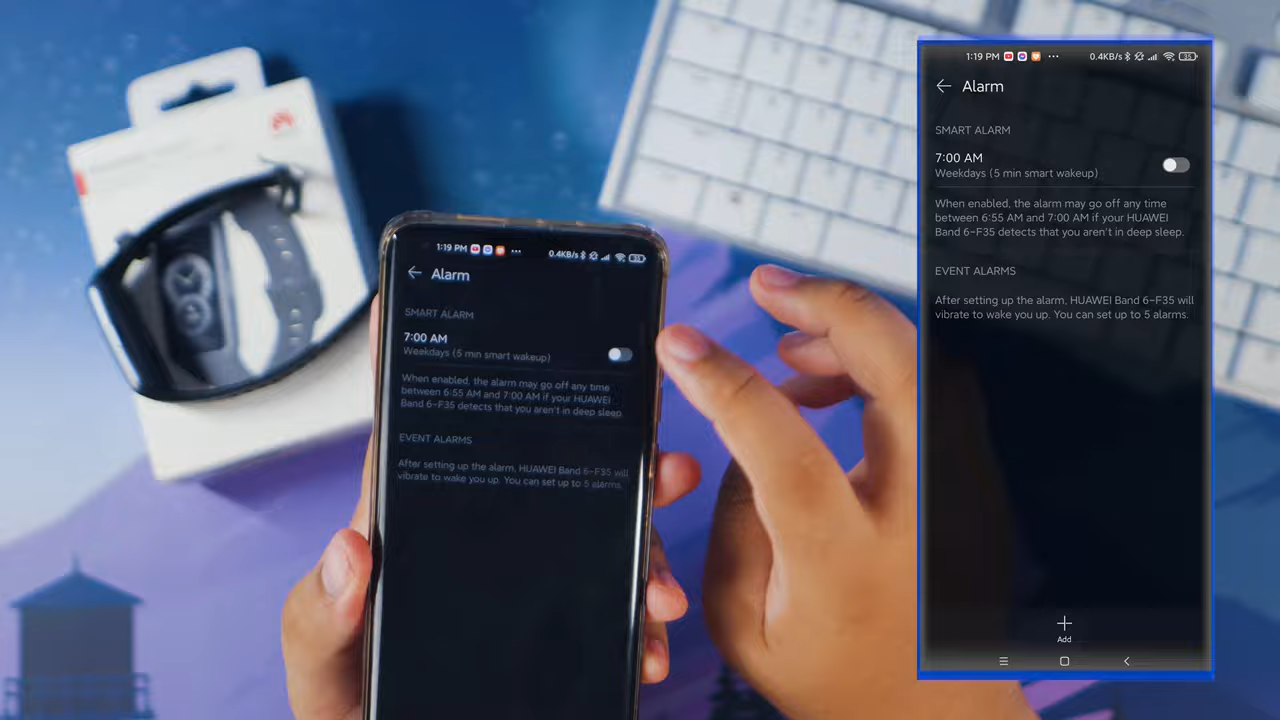 1:19 PM ... 0.4KB/s 35
Alarm
SMART ALARM
7:00 AM
Weekdays (5 min smart wakeup)
When enabled, the alarm may go off any time
between 6:55 AM and 7:00 AM if your HUAWEI
Band 6-F35 detects that you aren't in deep sleep.
EVENT ALARMS
After setting up the alarm, HUAWEI Band 6-F35 will
vibrate to wake you up. You can set up to 5 alarms.
1:19 PM ... 0.4KB/s 35
Alarm
SMART ALARM
7:00 AM
Weekdays (5 min smart wakeup)
When enabled, the alarm may go off any time
between 6:55 AM and 7:00 AM if your HUAWEI
Band 6-F35 detects that you aren't in deep sleep.
EVENT ALARMS
After setting up the alarm, HUAWEI Band 6-F35 will
vibrate to wake you up. You can set up to 5 alarms.
Add